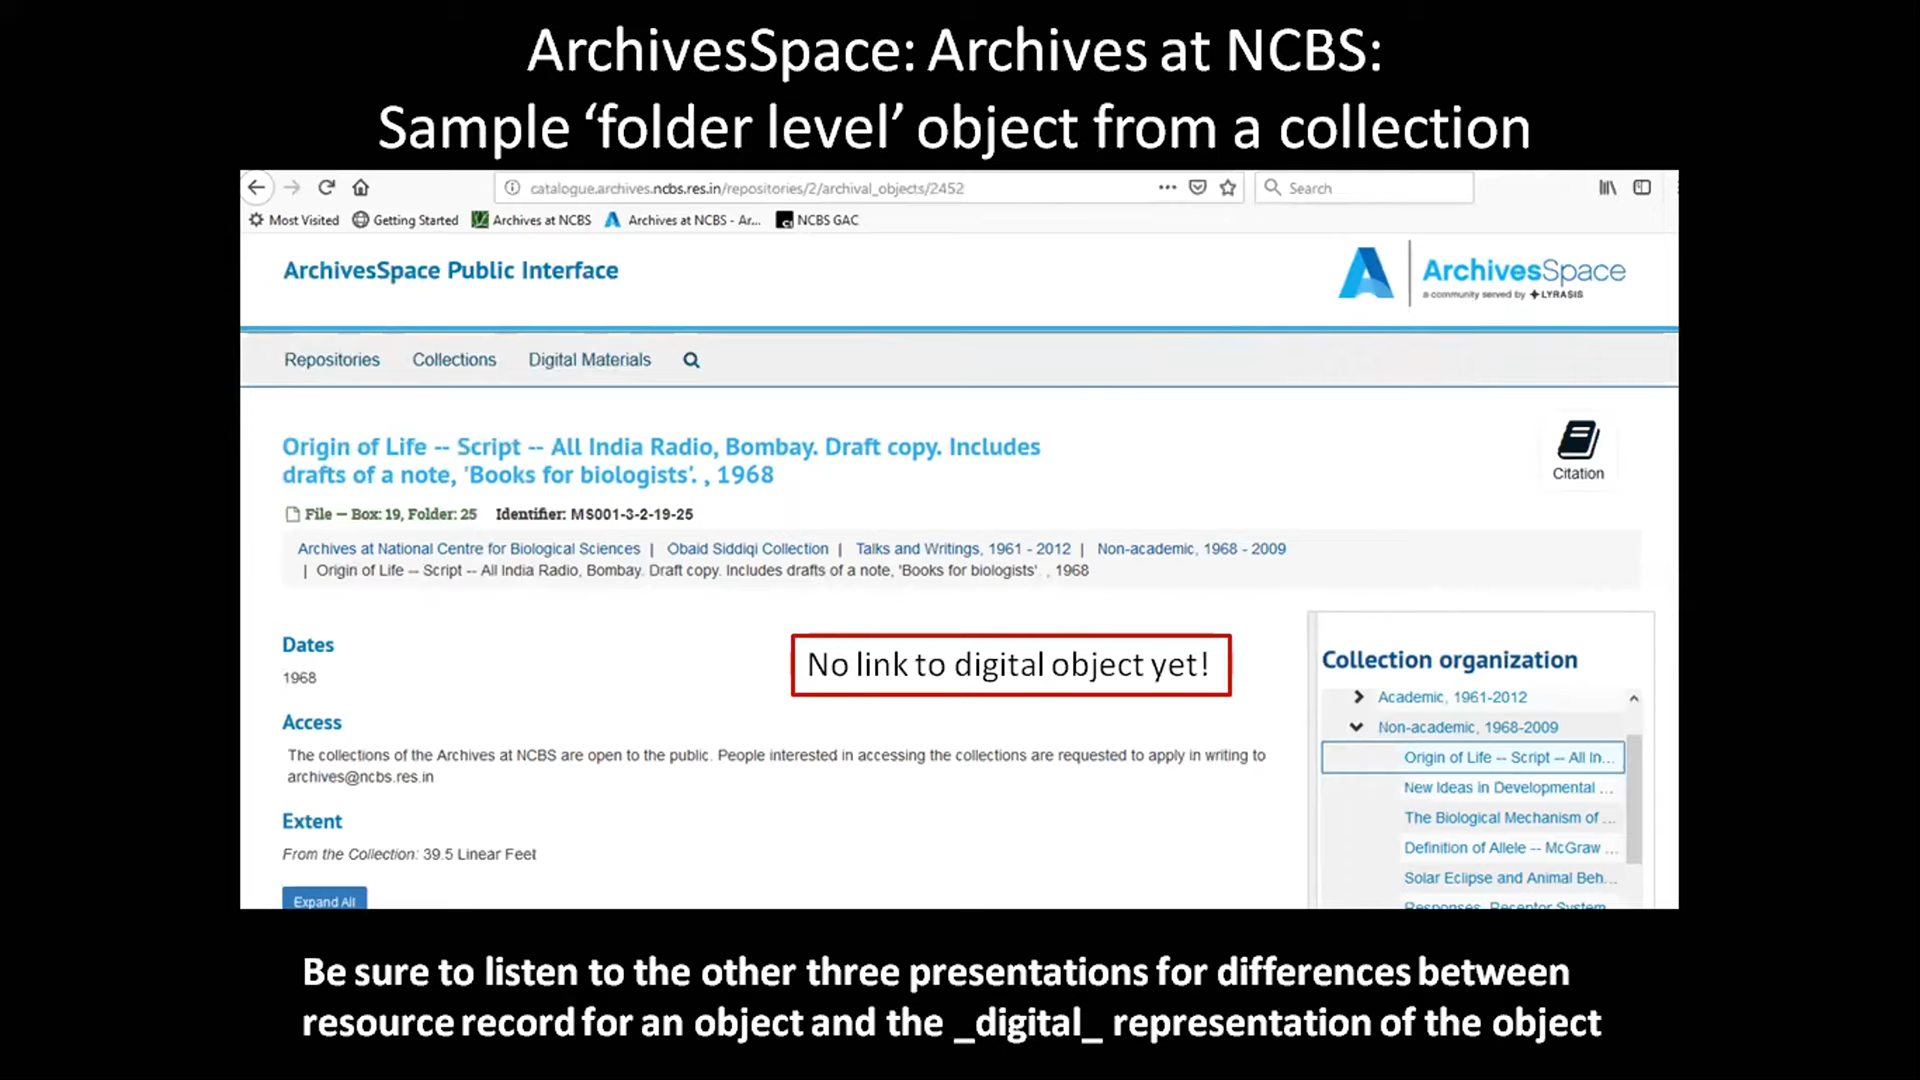 ArchivesSpace: Archives at NCBS:
Sample ‘folder level’ object from a collection
catalogue.archives.ncbs.res.in/repositories/2/archival_objects/2452
Search
Most Visited
Getting Started
Archives at NCBS
Archives at NCBS - Ar...
NCBS GAC
ArchivesSpace Public Interface
ArchivesSpace
a community served by LYRASIS
Repositories
Collections
Digital Materials
Origin of Life -- Script -- All India Radio, Bombay. Draft copy. Includes
drafts of a note, 'Books for biologists'. , 1968
Citation
File — Box: 19, Folder: 25
Identifier: MS001-3-2-19-25
Archives at National Centre for Biological Sciences | Obaid Siddiqi Collection | Talks and Writings, 1961 - 2012 | Non-academic, 1968 - 2009
| Origin of Life -- Script -- All India Radio, Bombay. Draft copy. Includes drafts of a note, 'Books for biologists'. , 1968
Dates
1968
No link to digital object yet!
Access
The collections of the Archives at NCBS are open to the public. People interested in accessing the collections are requested to apply in writing to
archives@ncbs.res.in
Extent
From the Collection: 39.5 Linear Feet
Expand All
Collection organization
Academic, 1961-2012
Non-academic, 1968-2009
Origin of Life -- Script -- All In...
New Ideas in Developmental ...
The Biological Mechanism of ...
Definition of Allele -- McGraw ...
Solar Eclipse and Animal Beh...
Responses, Receptor System
Be sure to listen to the other three presentations for differences between
resource record for an object and the _digital_ representation of the object